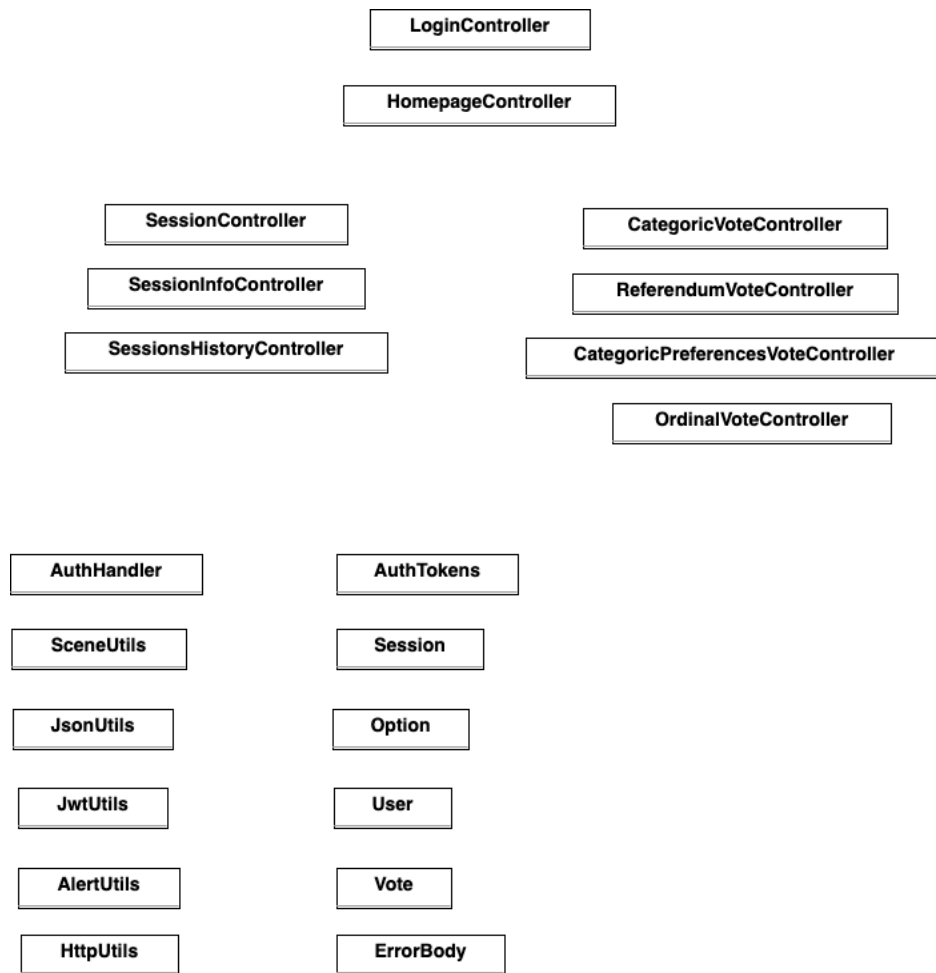 LoginController
HomepageController
SessionController
SessionInfoController
SessionsHistoryController
CategoricVoteController
ReferendumVoteController
CategoricPreferencesVoteController
OrdinalVoteController
AuthHandler
SceneUtils
JsonUtils
JwtUtils
AlertUtils
HttpUtils
AuthTokens
Session
Option
User
Vote
ErrorBody